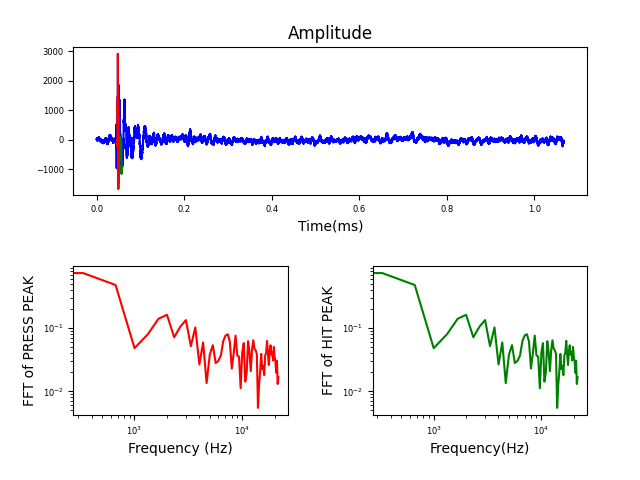 Amplitude
3000
2000
1000
0
−1000
0.0 0.2 0.4 0.6 0.8 1.0
Time(ms)
FFT of PRESS PEAK
10⁻¹
10⁻²
10³ 10⁴
Frequency (Hz)
FFT of HIT PEAK
10⁻¹
10⁻²
10³ 10⁴
Frequency(Hz)